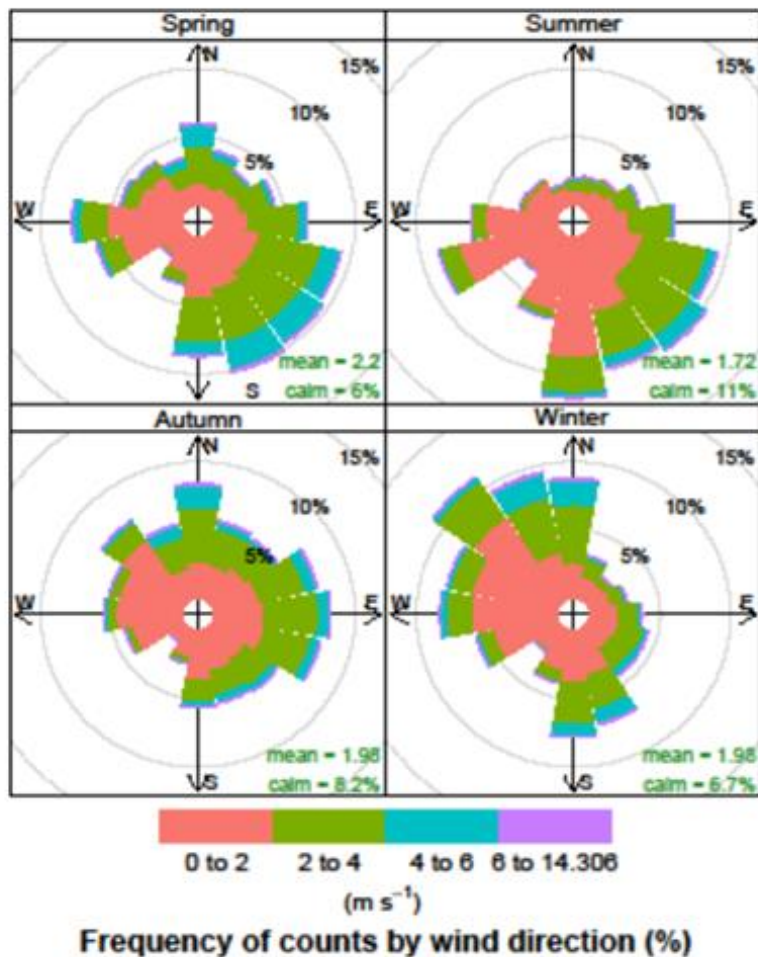 Spring
N
15%
10%
5%
W
E
S
mean = 2.2
calm = 6%
Summer
N
15%
10%
5%
W
E
mean = 1.72
calm = 11%
Autumn
N
15%
10%
5%
W
E
S
mean = 1.98
calm = 8.2%
Winter
N
15%
10%
5%
W
E
S
mean = 1.98
calm = 6.7%
0 to 2
2 to 4
4 to 6
6 to 14.306
(m s⁻¹)
Frequency of counts by wind direction (%)